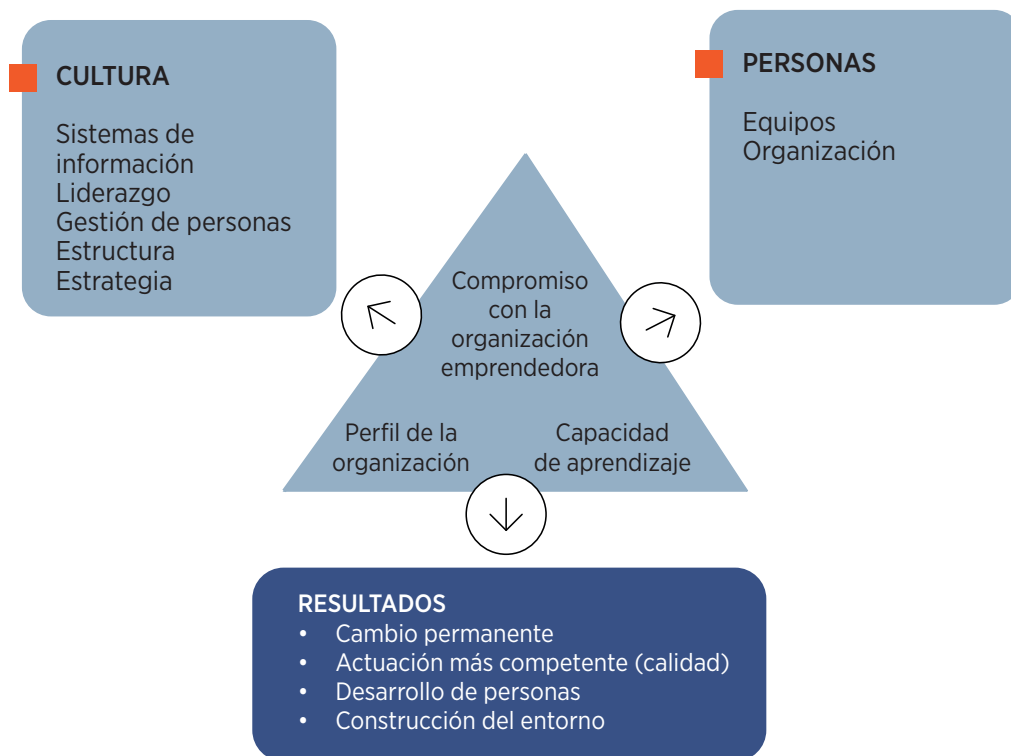 CULTURA
Sistemas de
información
Liderazgo
Gestión de personas
Estructura
Estrategia
PERSONAS
Equipos
Organización
Compromiso
con la
organización
emprendedora
Perfil de la
organización
Capacidad
de aprendizaje
RESULTADOS
• Cambio permanente
• Actuación más competente (calidad)
• Desarrollo de personas
• Construcción del entorno